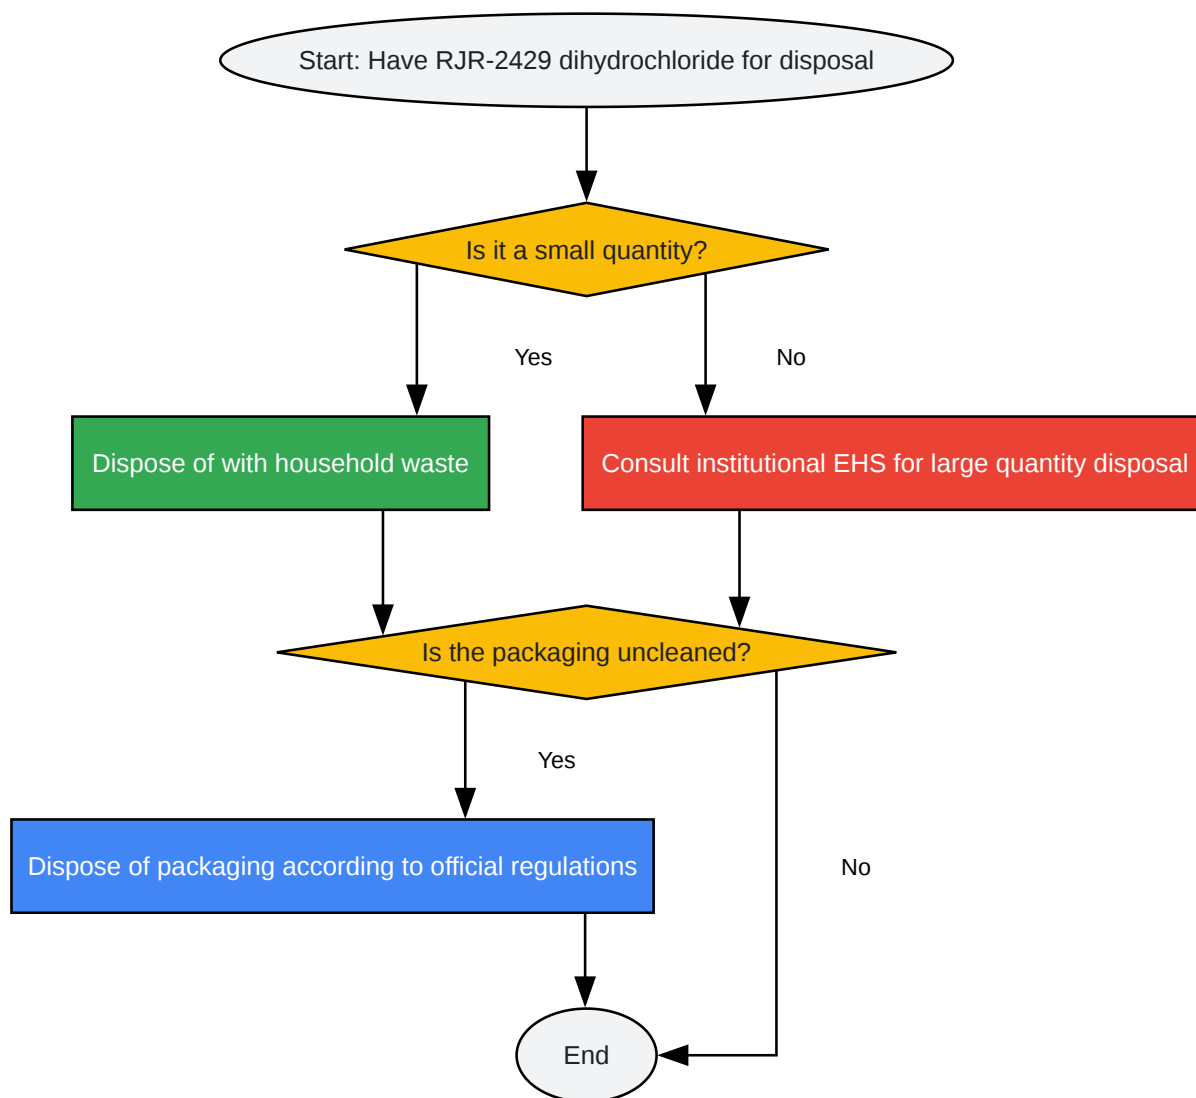 Start: Have RJR-2429 dihydrochloride for disposal
Is it a small quantity?
Yes
No
Dispose of with household waste
Consult institutional EHS for large quantity disposal
Is the packaging uncleaned?
Yes
Dispose of packaging according to official regulations
No
End